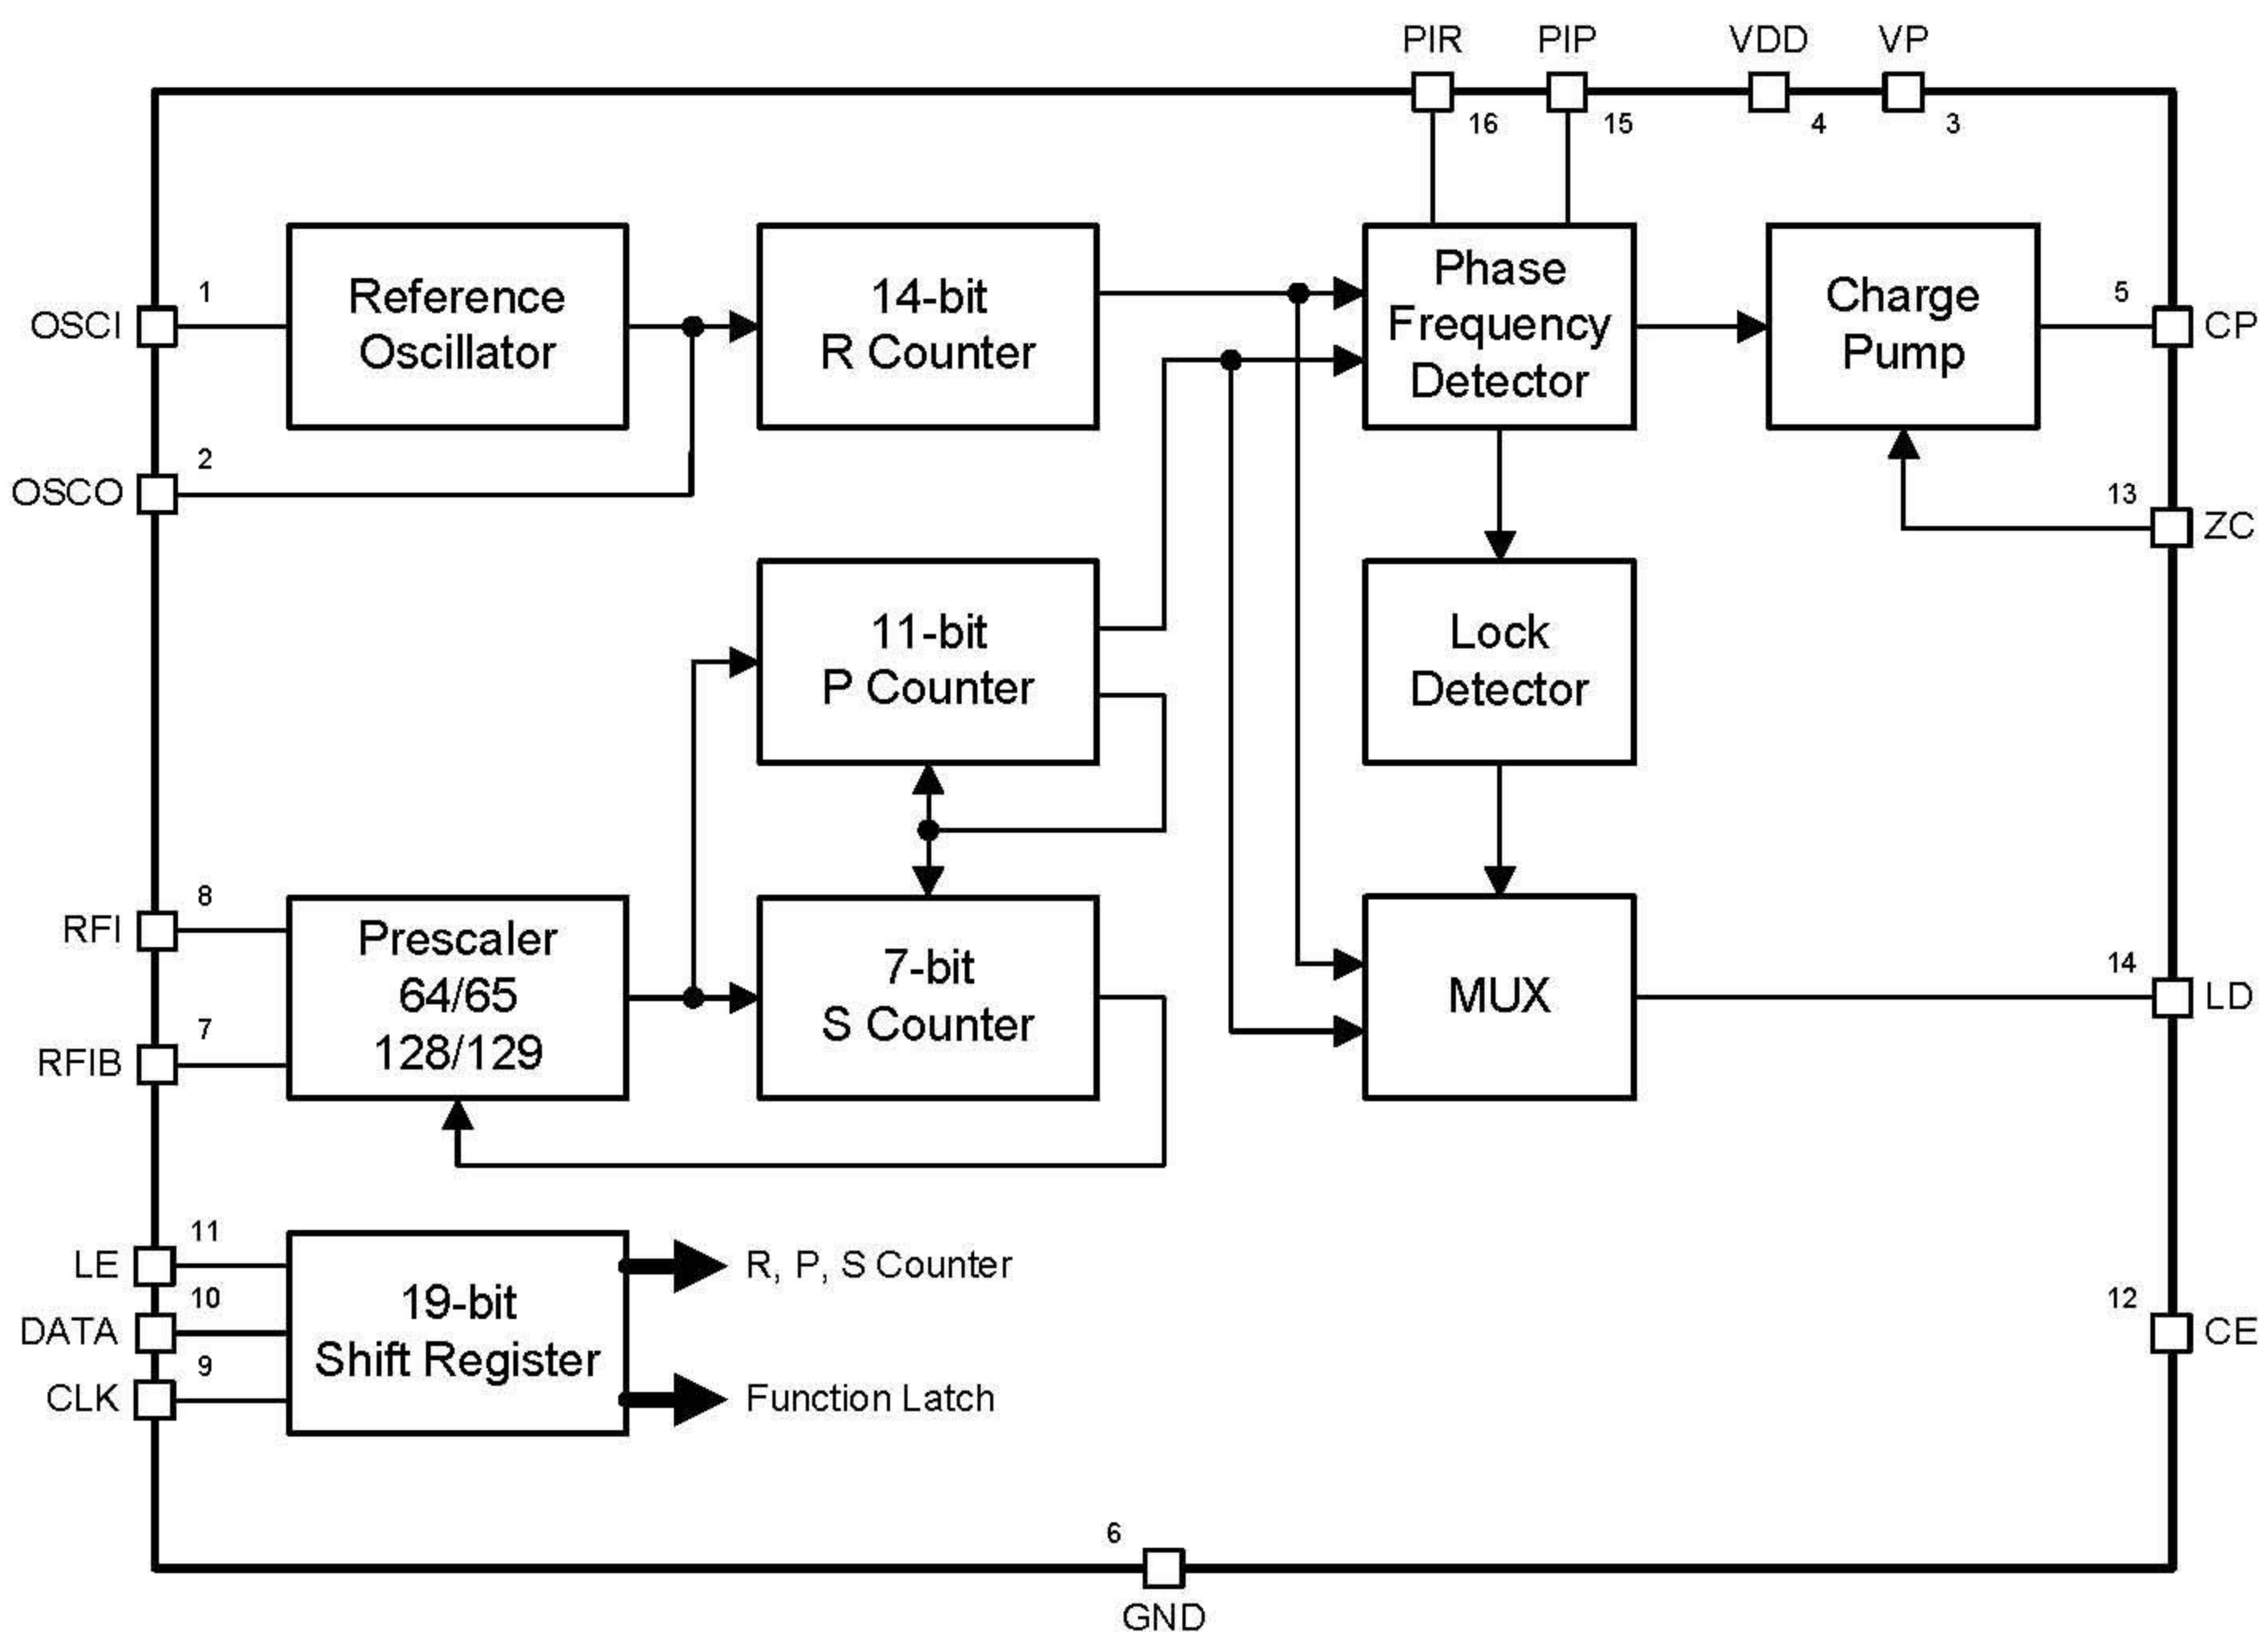 PIR
PIP
VDD
VP
16
15
4
3
OSCI
1
Reference
Oscillator
14-bit
R Counter
Phase
Frequency
Detector
Charge
Pump
5
CP
OSCO
2
13
ZC
11-bit
P Counter
Lock
Detector
RFI
8
Prescaler
64/65
128/129
7-bit
S Counter
MUX
14
LD
RFIB
7
LE
11
DATA
10
CLK
9
19-bit
Shift Register
R, P, S Counter
Function Latch
12
CE
6
GND